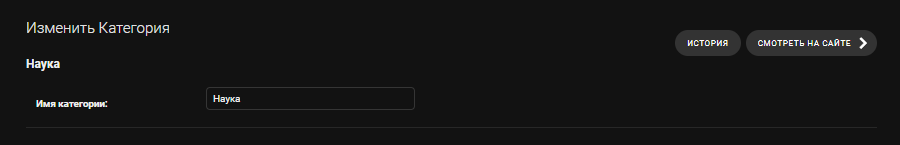 Изменить Категория
ИСТОРИЯ
СМОТРЕТЬ НА САЙТЕ
Наука
Имя категории:
Наука